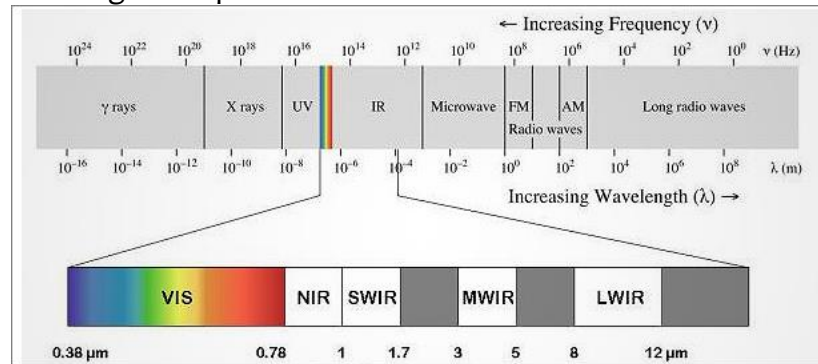 ← Increasing Frequency (ν)
10²⁴ 10²² 10²⁰ 10¹⁸ 10¹⁶ 10¹⁴ 10¹² 10¹⁰ 10⁸ 10⁶ 10⁴ 10² 10⁰ ν (Hz)
γ rays X rays UV IR Microwave FM AM Long radio waves
Radio waves
10⁻¹⁶ 10⁻¹⁴ 10⁻¹² 10⁻¹⁰ 10⁻⁸ 10⁻⁶ 10⁻⁴ 10⁻² 10⁰ 10² 10⁴ 10⁶ 10⁸ λ (m)
Increasing Wavelength (λ) →
VIS NIR SWIR MWIR LWIR
0.38 µm 0.78 1 1.7 3 5 8 12 µm